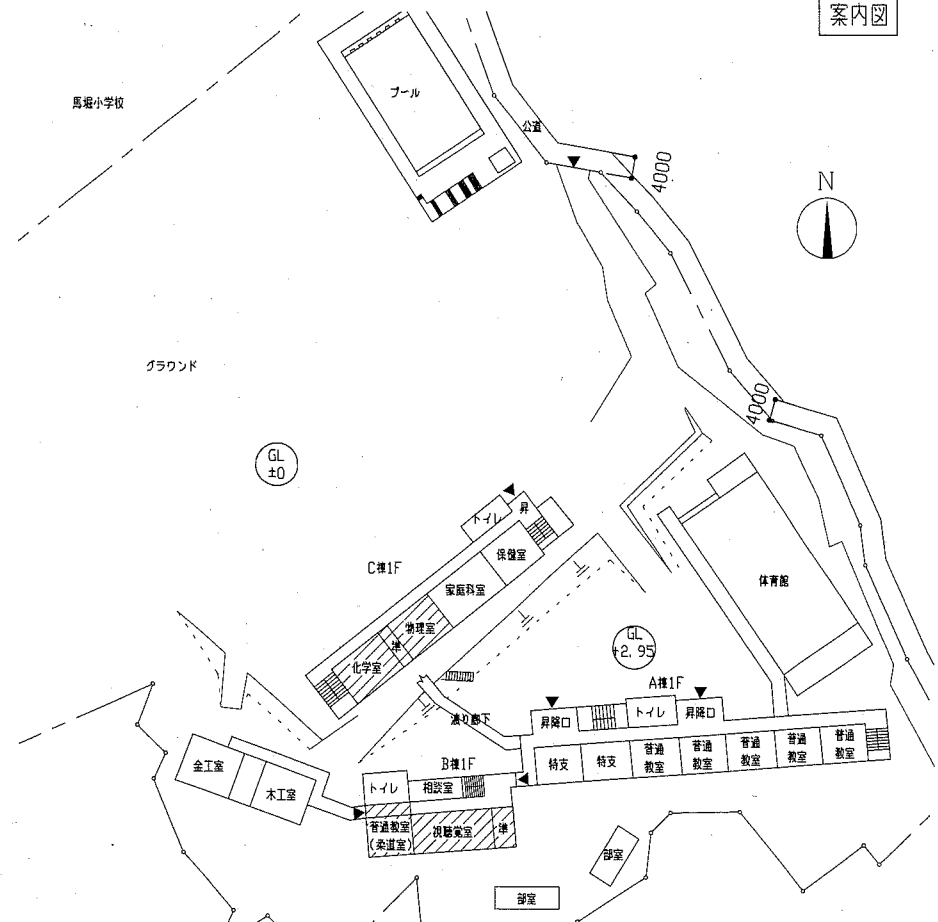 案内図
馬堀小学校
プール
公道
4000
N
グラウンド
4000
GL
±0
トイレ
昇
C棟1F
保健室
家庭科室
体育館
物理室
準
化学室
GL
+2,95
A棟1F
渡り廊下
昇降口
トイレ
昇降口
B棟1F
特支
特支
普通
教室
普通
教室
普通
教室
普通
教室
普通
教室
金工室
木工室
トイレ
相談室
普通教室
(柔道室)
視聴覚室
準
部室
部室